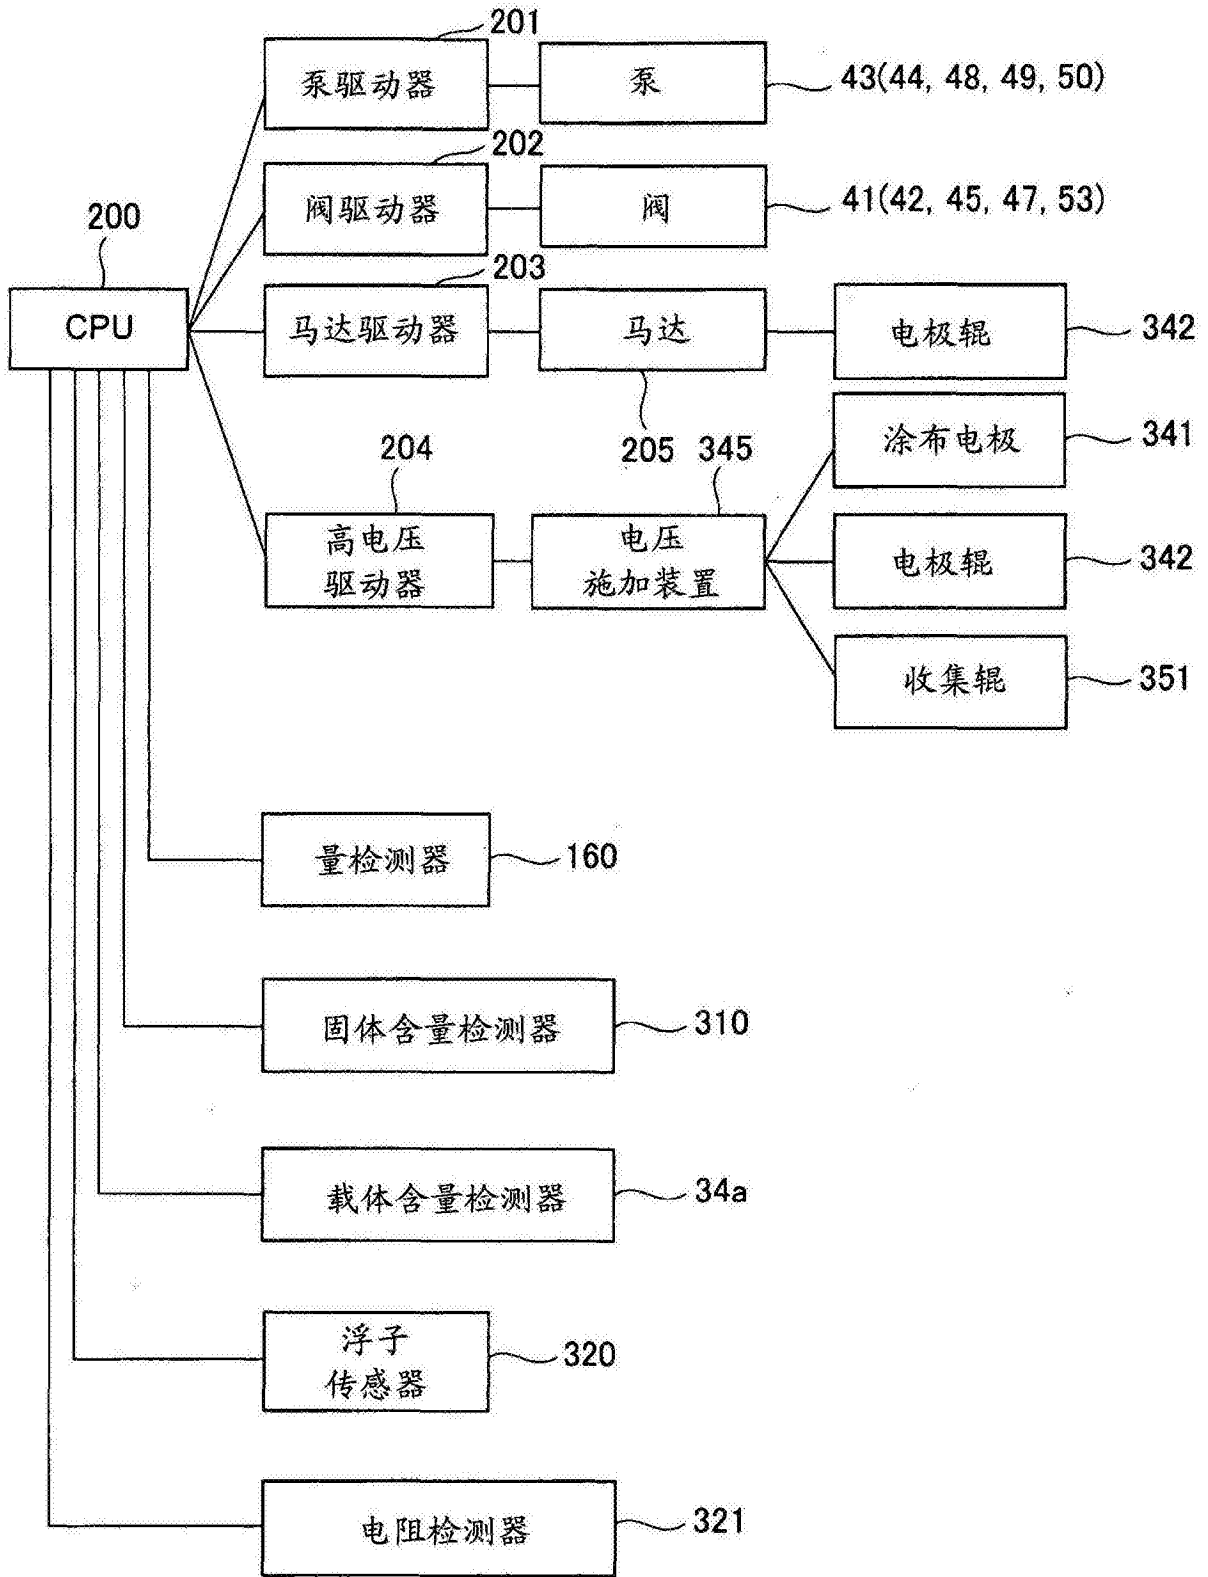 201
泵驱动器
泵
43(44, 48, 49, 50)
202
阀驱动器
阀
41(42, 45, 47, 53)
200
CPU
203
马达驱动器
马达
电极辊
342
205
涂布电极
341
204
345
高电压
驱动器
电压
施加装置
电极辊
342
收集辊
351
量检测器
160
固体含量检测器
310
载体含量检测器
34a
浮子
传感器
320
电阻检测器
321